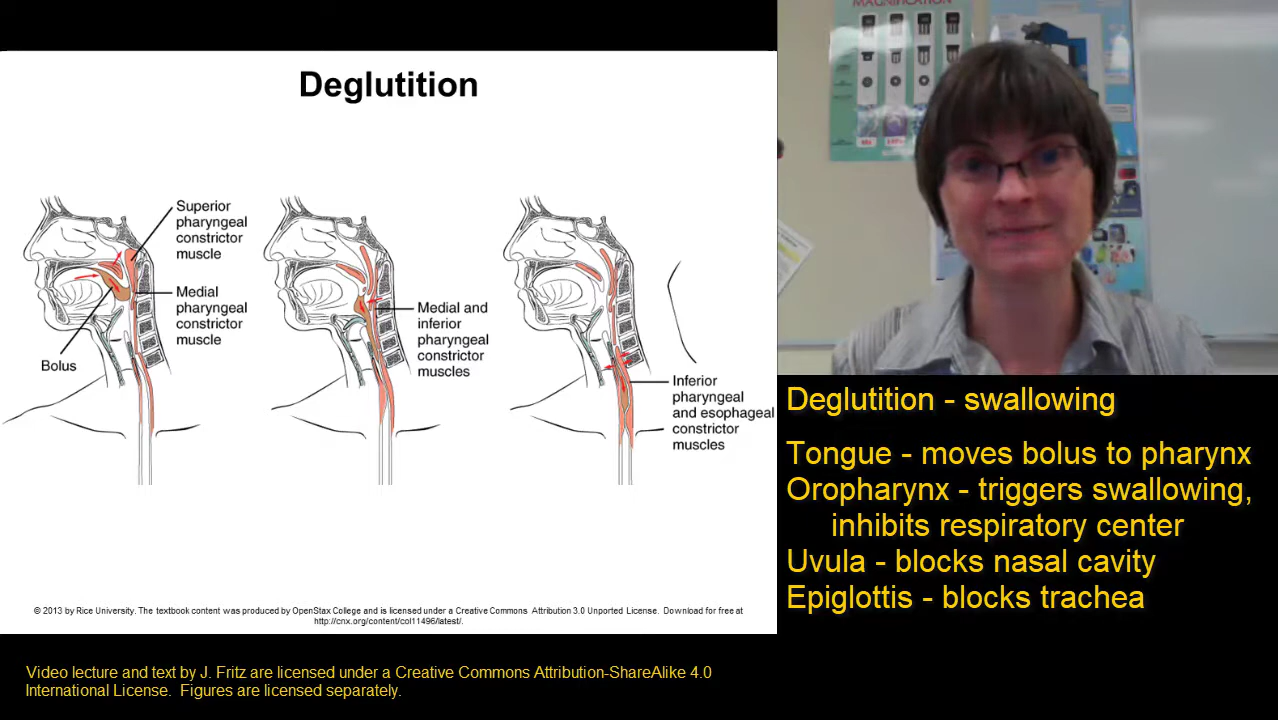 MAGNIFICATION
Deglutition
Superior
pharyngeal
constrictor
muscle
Medial
pharyngeal
constrictor
muscle
Bolus
Medial and
inferior
pharyngeal
constrictor
muscles
Inferior
pharyngeal
and esophageal
constrictor
muscles
© 2013 by Rice University. The textbook content was produced by OpenStax College and is licensed under a Creative Commons Attribution 3.0 Unported License. Download for free at
http://cnx.org/content/col11496/latest/.
Deglutition - swallowing
Tongue - moves bolus to pharynx
Oropharynx - triggers swallowing,
inhibits respiratory center
Uvula - blocks nasal cavity
Epiglottis - blocks trachea
Video lecture and text by J. Fritz are licensed under a Creative Commons Attribution-ShareAlike 4.0
International License. Figures are licensed separately.